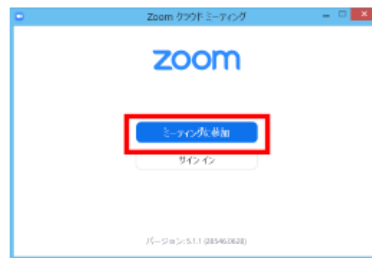 Zoom クラウド ミーティング
zoom
ミーティングに参加
サイン イン
バージョン: 5.1.1 (28546.0628)